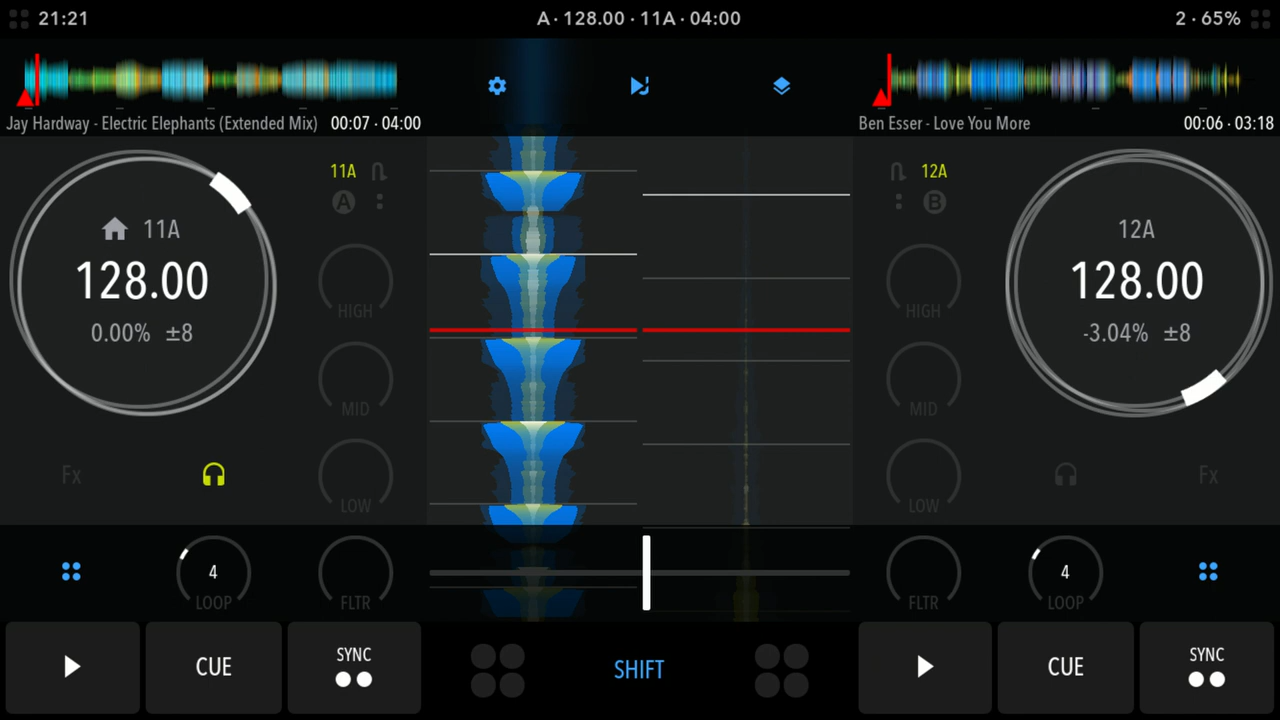 21:21
A · 128.00 · 11A · 04:00
2 · 65%
Jay Hardway - Electric Elephants (Extended Mix) 00:07 · 04:00
Ben Esser - Love You More 00:06 · 03:18
11A
A
12A
B
11A
128.00
0.00% ±8
12A
128.00
-3.04% ±8
HIGH
MID
LOW
HIGH
MID
LOW
Fx
Fx
4
LOOP
FLTR
FLTR
4
LOOP
CUE
SYNC
SHIFT
CUE
SYNC